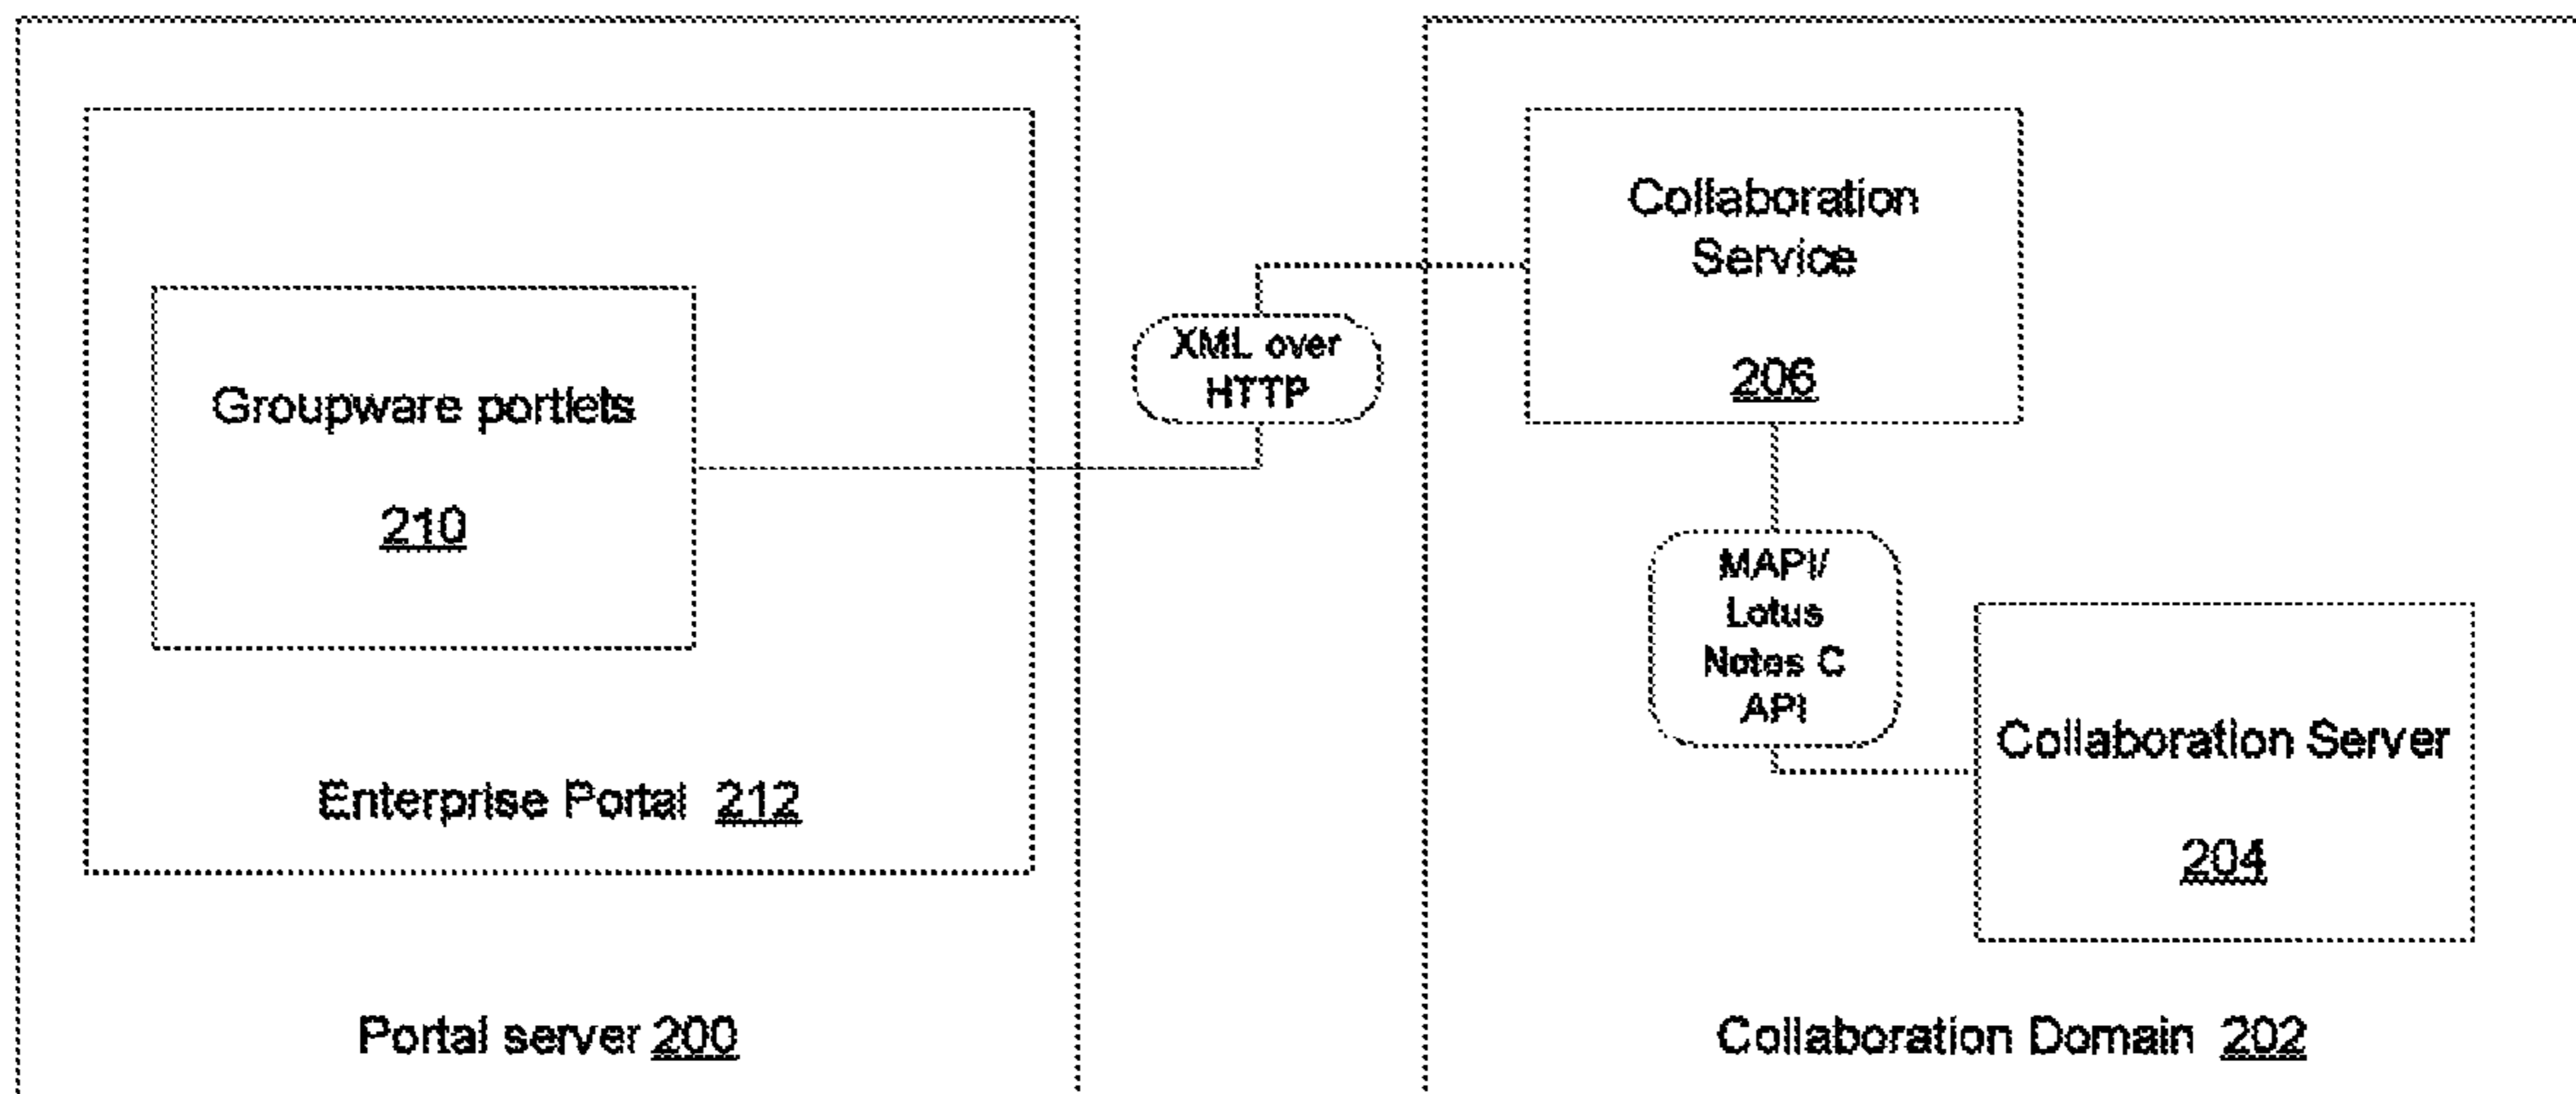 Groupware portlets
210
Enterprise Portal 212
Portal server 200
XML over
HTTP
Collaboration
Service
206
MAPI/
Lotus
Notes C
API
Collaboration Server
204
Collaboration Domain 202